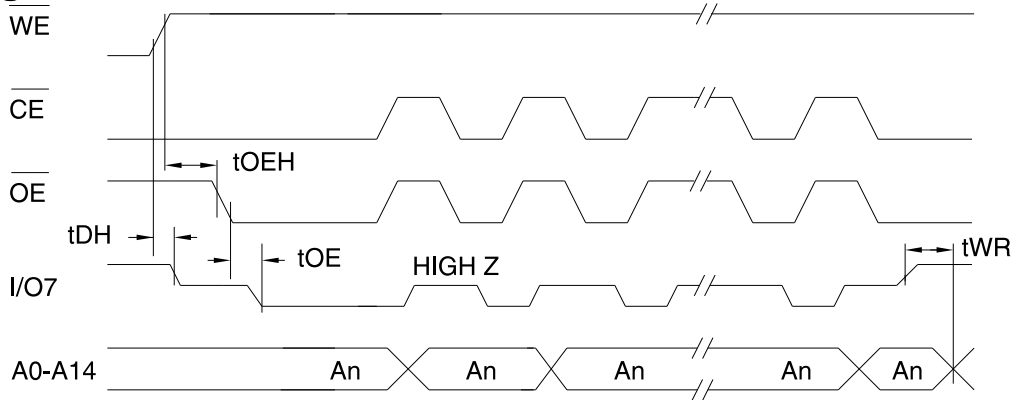 WE
CE
tOEH
OE
tDH
tOE
tWR
HIGH Z
I/O7
A0-A14 An An An An An